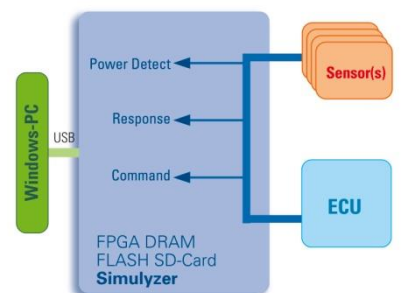 Windows-PC
USB
Power Detect
Response
Command
FPGA DRAM
FLASH SD-Card
Simulyzer
Sensor(s)
ECU